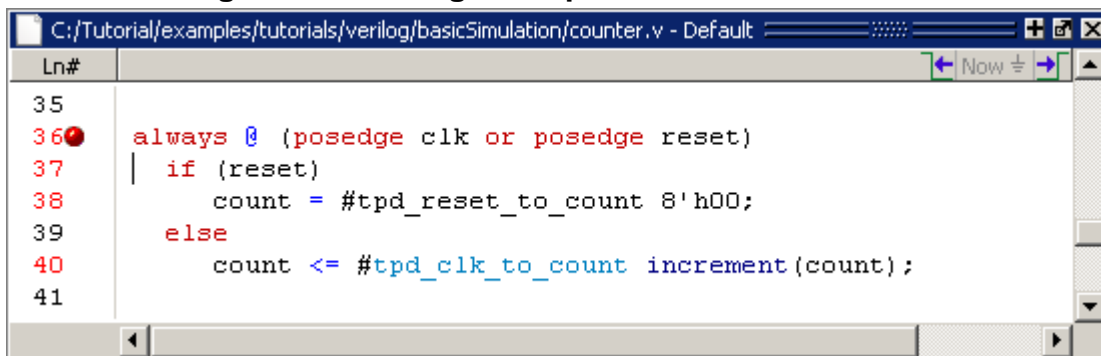 C:/Tutorial/examples/tutorials/verilog/basicSimulation/counter.v - Default
Ln#
Now
35
36 always @ (posedge clk or posedge reset)
37 if (reset)
38 count = #tpd_reset_to_count 8'h00;
39 else
40 count <= #tpd_clk_to_count increment(count);
41